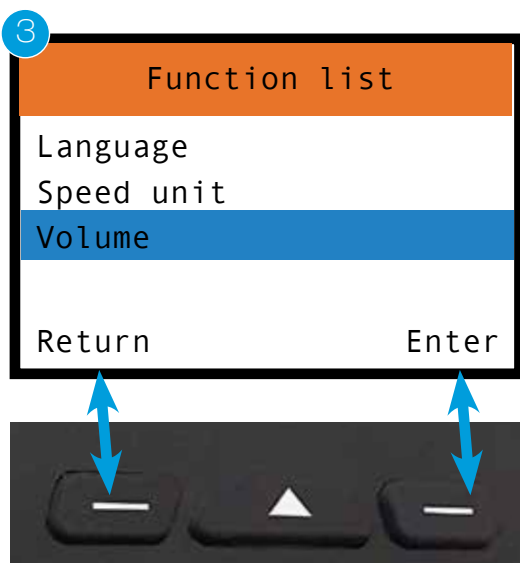 3
Function list
Language
Speed unit
Volume
Return Enter